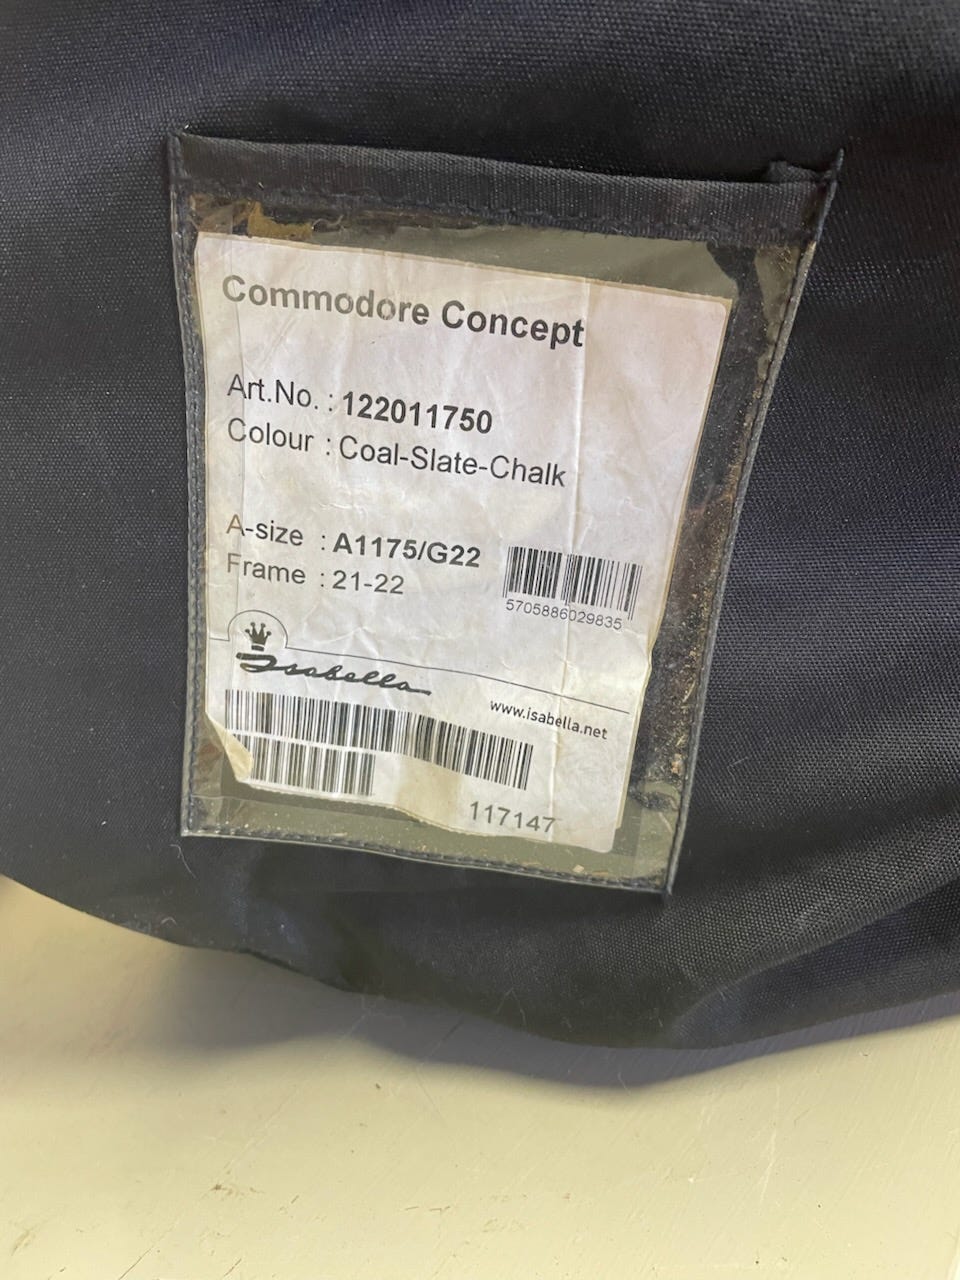 Commodore Concept
Art.No. : 122011750
Colour : Coal-Slate-Chalk
A-size : A1175/G22
Frame : 21-22
5705886029835
Isabella
www.isabella.net
117147